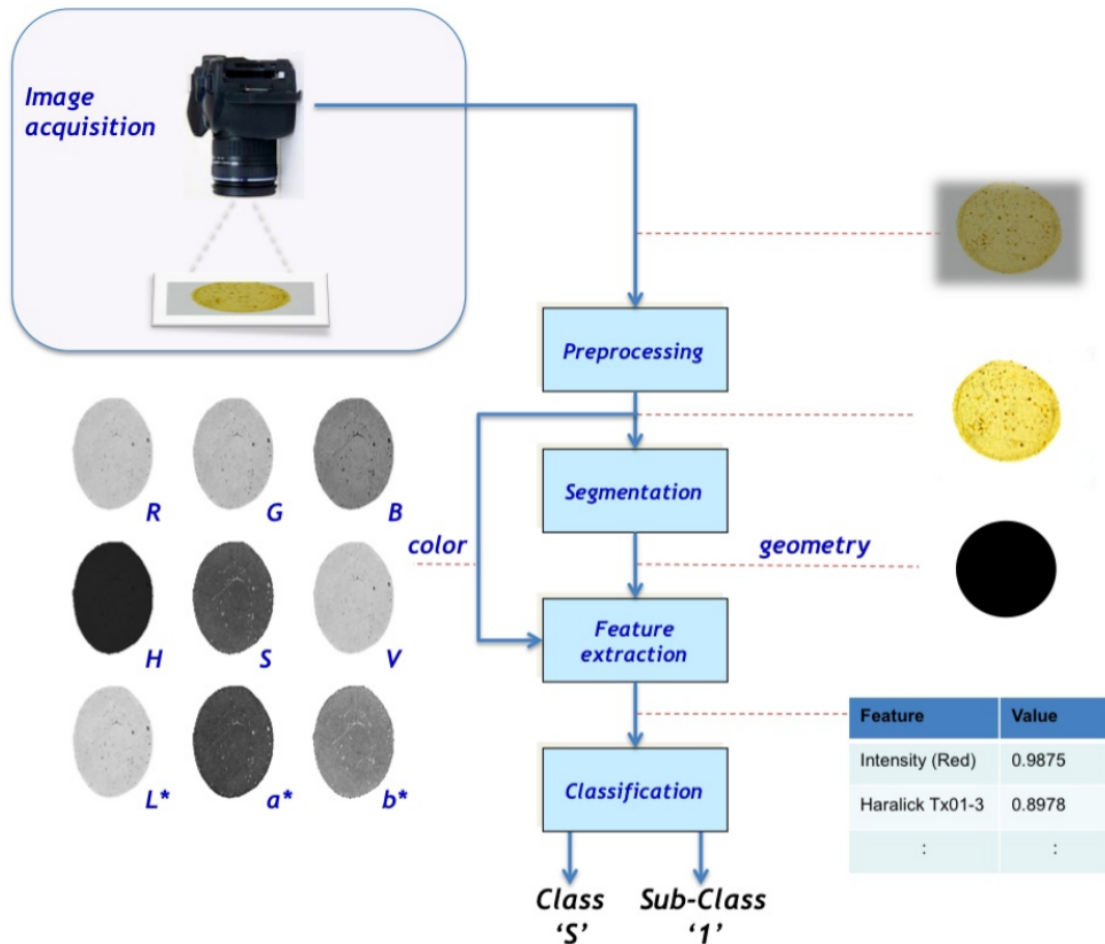 Image
acquisition
Preprocessing
R
G
B
Segmentation
color
geometry
H
S
V
Feature
extraction
L*
a*
b*
Feature Value
Intensity (Red) 0.9875
Haralick Tx01-3 0.8978
: :
Classification
Class
'S'
Sub-Class
'1'